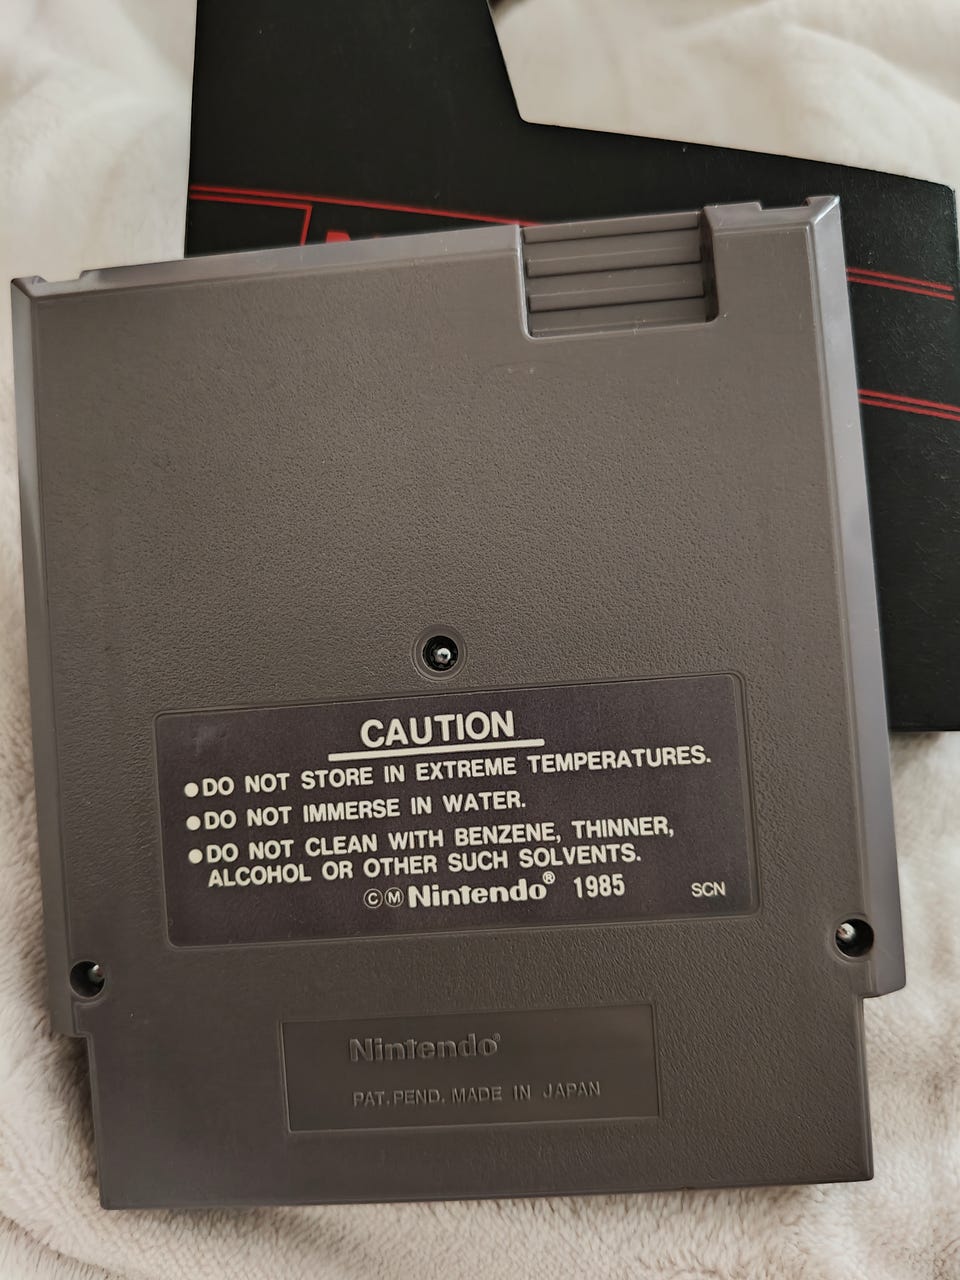 CAUTION
●DO NOT STORE IN EXTREME TEMPERATURES.
●DO NOT IMMERSE IN WATER.
●DO NOT CLEAN WITH BENZENE, THINNER,
ALCOHOL OR OTHER SUCH SOLVENTS.
©Ⓜ Nintendo® 1985 SCN
Nintendo®
PAT.PEND. MADE IN JAPAN